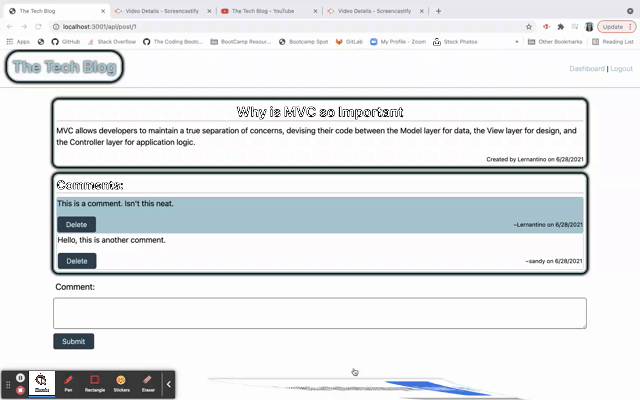 The Tech Blog
Video Details - Screencastify
The Tech Blog - YouTube
Video Details - Screencastify
localhost:3001/api/post/1
Update
Apps
GitHub
Stack Overflow
The Coding Bootc...
BootCamp Resour...
Bootcamp Spot
GitLab
My Profile - Zoom
Stock Photos
Other Bookmarks
Reading List
The Tech Blog
Dashboard | Logout
Why is MVC so Important
MVC allows developers to maintain a true separation of concerns, devising their code between the Model layer for data, the View layer for design, and
the Controller layer for application logic.
Created by Lernantino on 6/28/2021
Comments:
This is a comment. Isn't this neat.
Delete
~Lernantino on 6/28/2021
Hello, this is another comment.
Delete
~sandy on 6/28/2021
Comment:
Submit
Pen
Rectangle
Stickers
Eraser